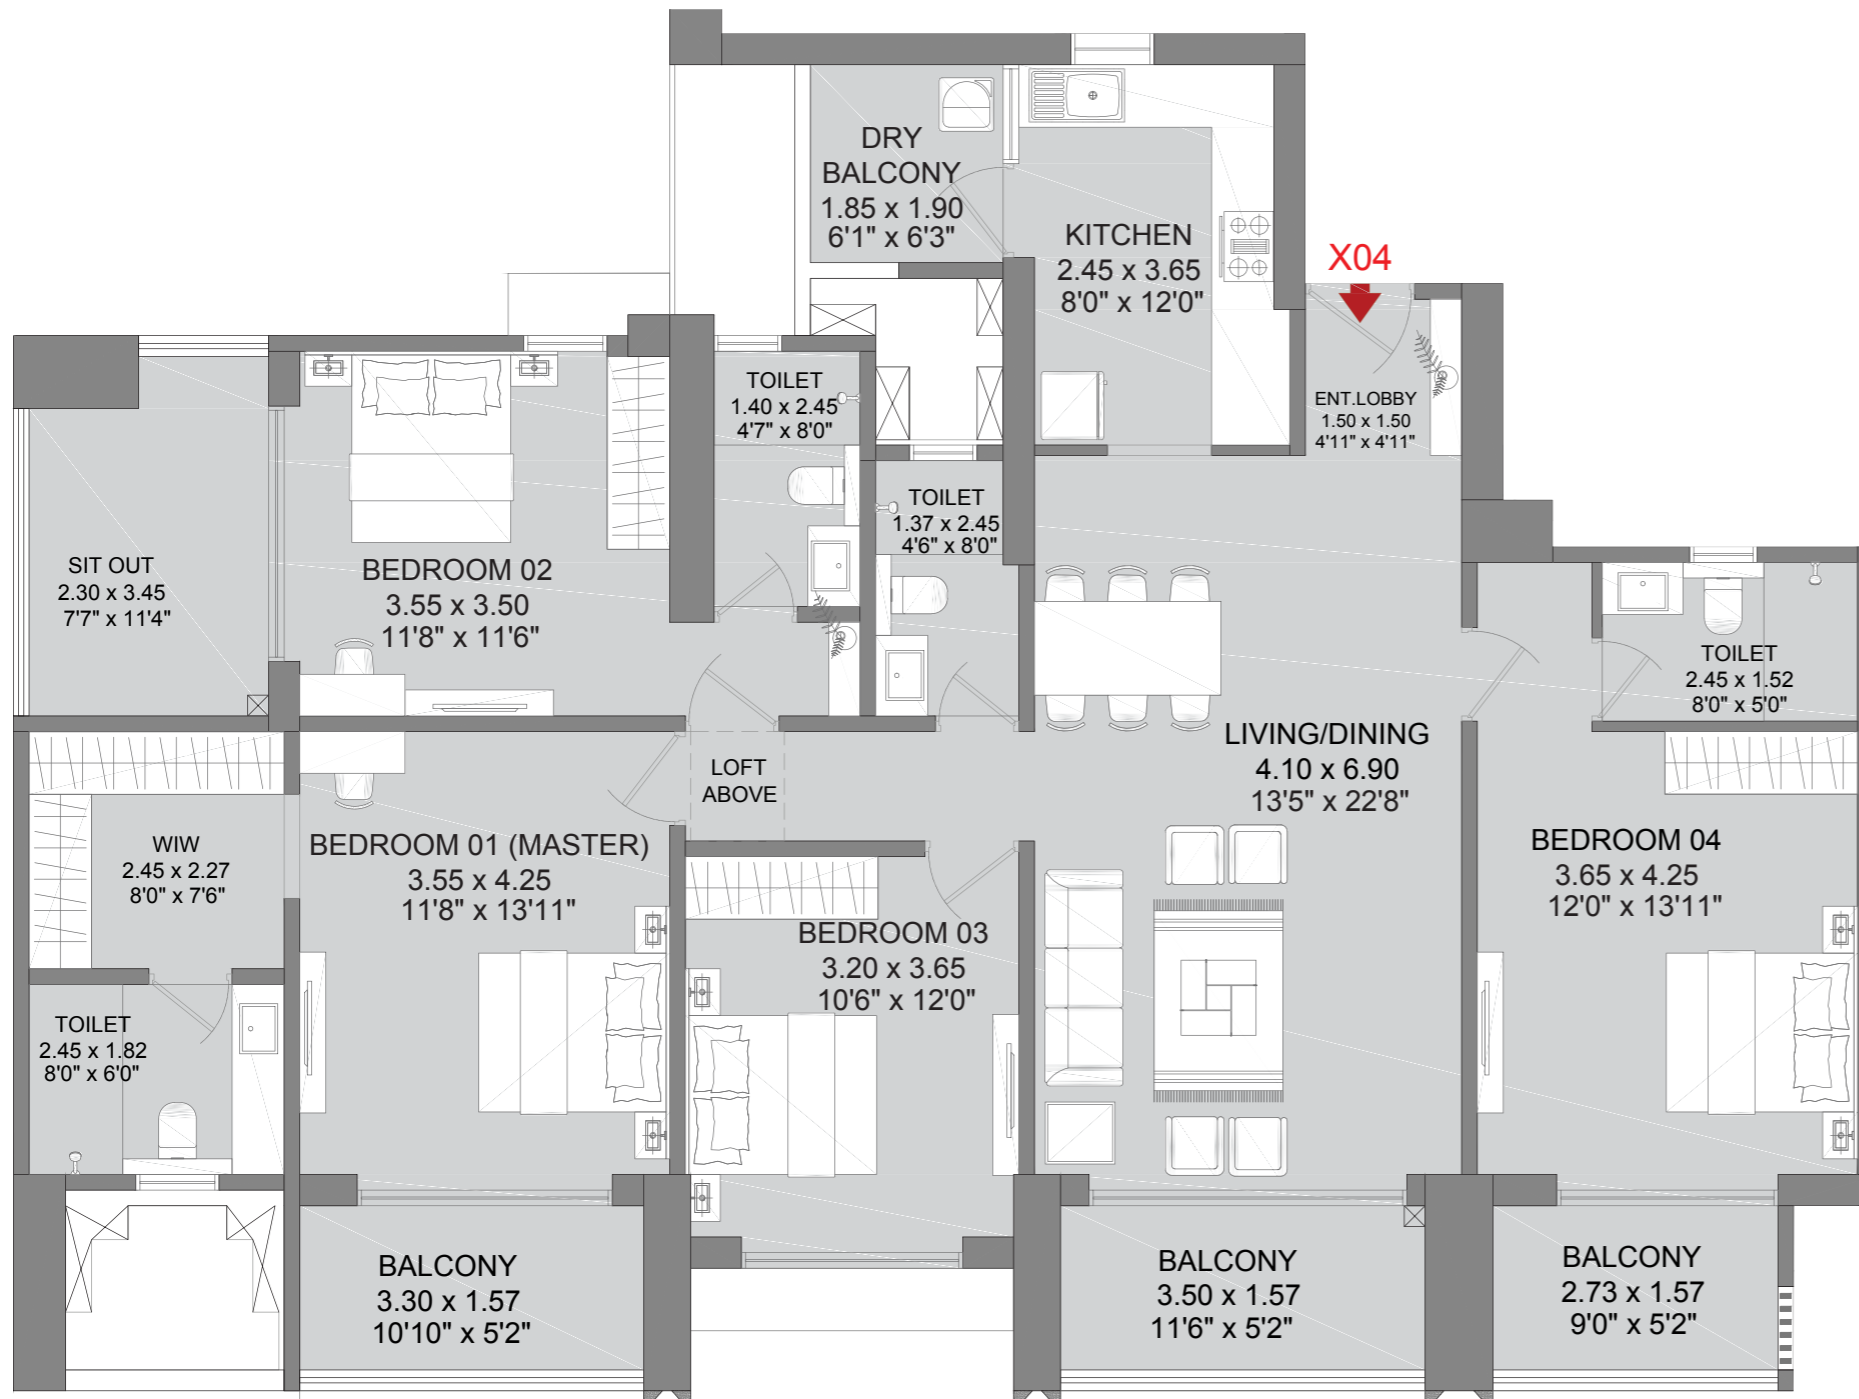 DRY
BALCONY
1.85 x 1.90
6'1" x 6'3"
KITCHEN
2.45 x 3.65
8'0" x 12'0"
X04
ENT.LOBBY
1.50 x 1.50
4'11" x 4'11"
TOILET
1.40 x 2.45
4'7" x 8'0"
TOILET
1.37 x 2.45
4'6" x 8'0"
SIT OUT
2.30 x 3.45
7'7" x 11'4"
BEDROOM 02
3.55 x 3.50
11'8" x 11'6"
TOILET
2.45 x 1.52
8'0" x 5'0"
LIVING/DINING
4.10 x 6.90
13'5" x 22'8"
LOFT
ABOVE
WIW
2.45 x 2.27
8'0" x 7'6"
BEDROOM 01 (MASTER)
3.55 x 4.25
11'8" x 13'11"
BEDROOM 04
3.65 x 4.25
12'0" x 13'11"
BEDROOM 03
3.20 x 3.65
10'6" x 12'0"
TOILET
2.45 x 1.82
8'0" x 6'0"
BALCONY
3.30 x 1.57
10'10" x 5'2"
BALCONY
3.50 x 1.57
11'6" x 5'2"
BALCONY
2.73 x 1.57
9'0" x 5'2"